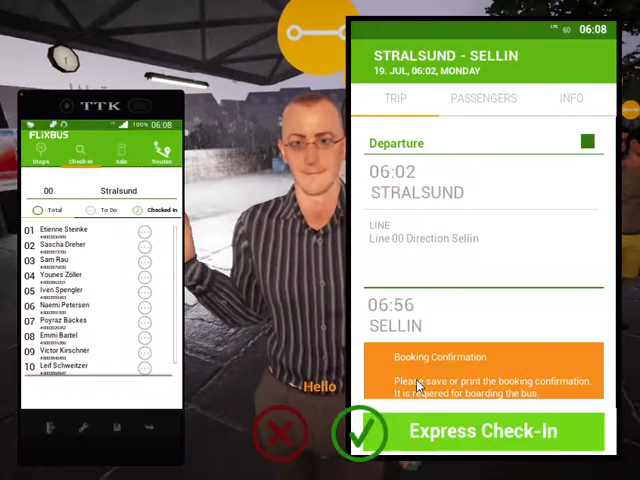 TTK
100% 06:08
FLiXBUS
Stops
Check-in
Sale
Routes
00 Stralsund
Total
To Do
Checked In
01 Etienne Steinke
02 Sascha Dreher
03 Sam Rau
04 Younes Zöller
05 Iven Spengler
06 Naemi Petersen
07 Poyraz Backes
08 Emmi Bartel
09 Victor Kirschner
10 Leif Schweitzer
Hello
LTE 60 06:08
STRALSUND - SELLIN
19. JUL, 06:02, MONDAY
TRIP PASSENGERS INFO
Departure
06:02
STRALSUND
LINE
Line 00 Direction Sellin
06:56
SELLIN
Booking Confirmation
Please save or print the booking confirmation.
It is reqiered for boarding the bus.
Express Check-In